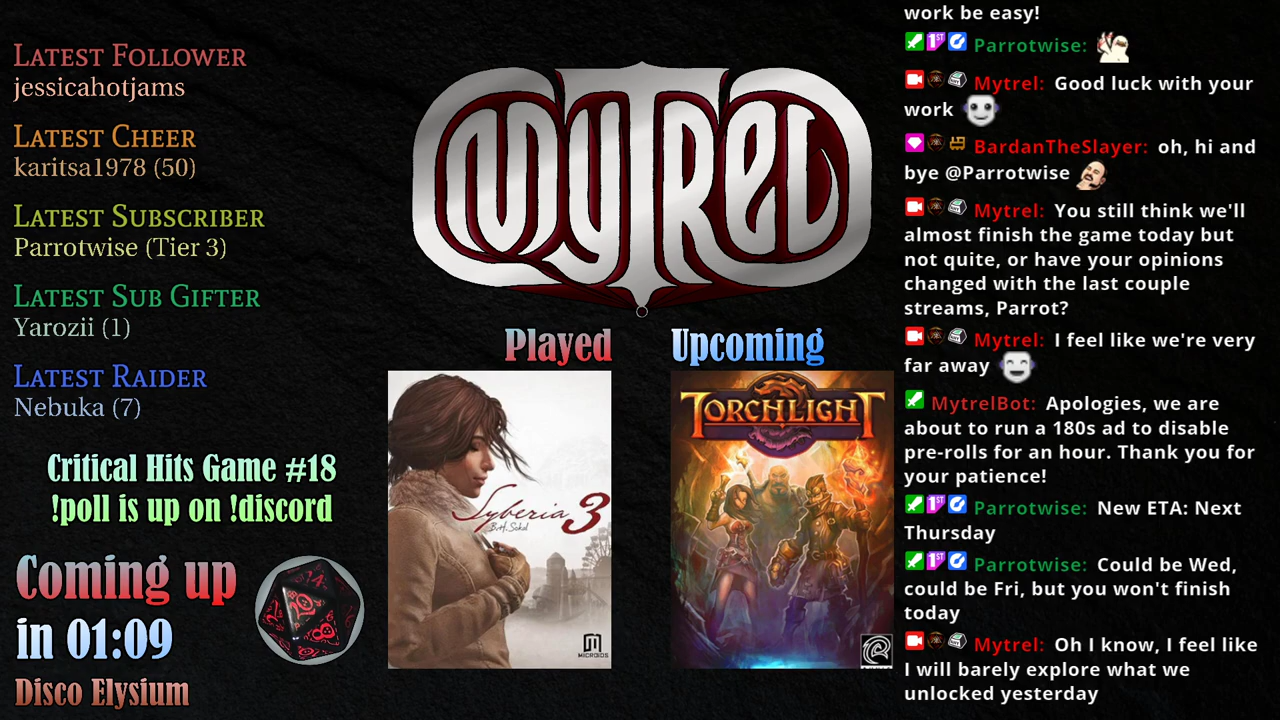 LATEST FOLLOWER
jessicahotjams
LATEST CHEER
karitsa1978 (50)
LATEST SUBSCRIBER
Parrotwise (Tier 3)
LATEST SUB GIFTER
Yarozii (1)
LATEST RAIDER
Nebuka (7)
Critical Hits Game #18
!poll is up on !discord
Coming up
in 01:09
Disco Elysium
MYTREL
Played
Upcoming
Syberia 3
B. H. Sokal
MICROIDS
TORCHLIGHT
work be easy!
Parrotwise:
Mytrel: Good luck with your
work
BardanTheSlayer: oh, hi and
bye @Parrotwise
Mytrel: You still think we'll
almost finish the game today but
not quite, or have your opinions
changed with the last couple
streams, Parrot?
Mytrel: I feel like we're very
far away
MytrelBot: Apologies, we are
about to run a 180s ad to disable
pre-rolls for an hour. Thank you for
your patience!
Parrotwise: New ETA: Next
Thursday
Parrotwise: Could be Wed,
could be Fri, but you won't finish
today
Mytrel: Oh I know, I feel like
I will barely explore what we
unlocked yesterday